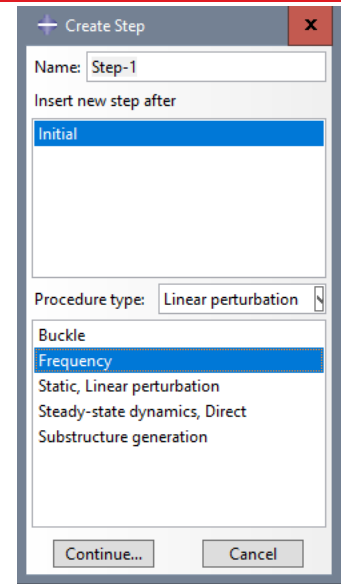 Create Step
x
Name: Step-1
Insert new step after
Initial
Procedure type: Linear perturbation
Buckle
Frequency
Static, Linear perturbation
Steady-state dynamics, Direct
Substructure generation
Continue... Cancel